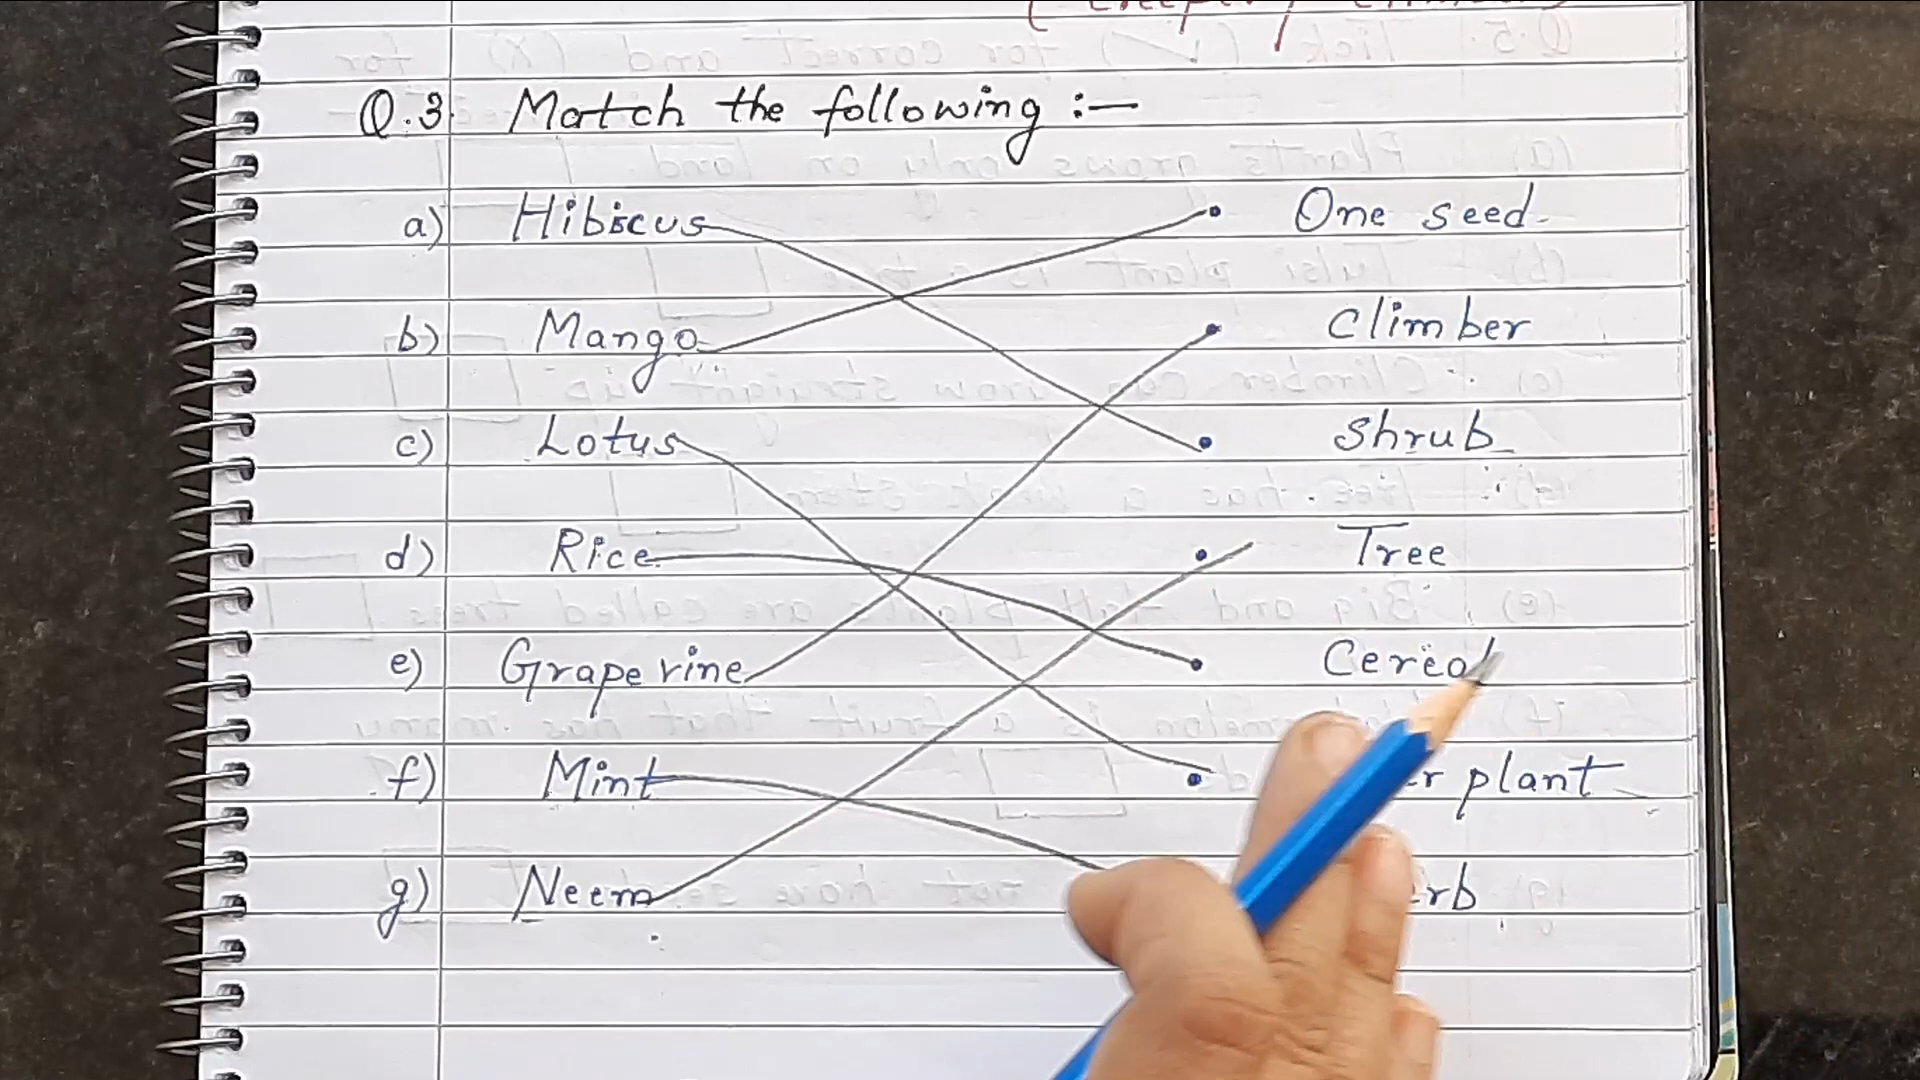 Q.3. Match the following :—
a) Hibiscus One seed
b) Mango Climber
c) Lotus Shrub
d) Rice Tree
e) Grape vine Cereal
f) Mint plant
g) Neem